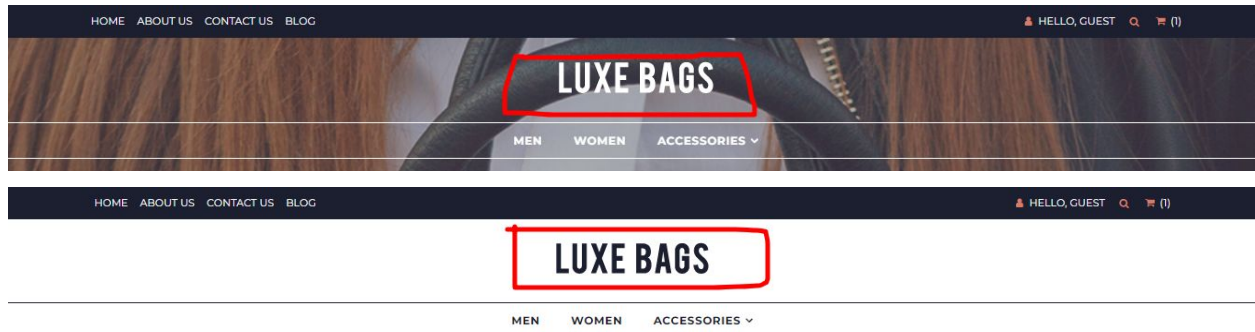 HOME ABOUT US CONTACT US BLOG HELLO, GUEST (1)
LUXE BAGS
MEN WOMEN ACCESSORIES
HOME ABOUT US CONTACT US BLOG HELLO, GUEST (1)
LUXE BAGS
MEN WOMEN ACCESSORIES